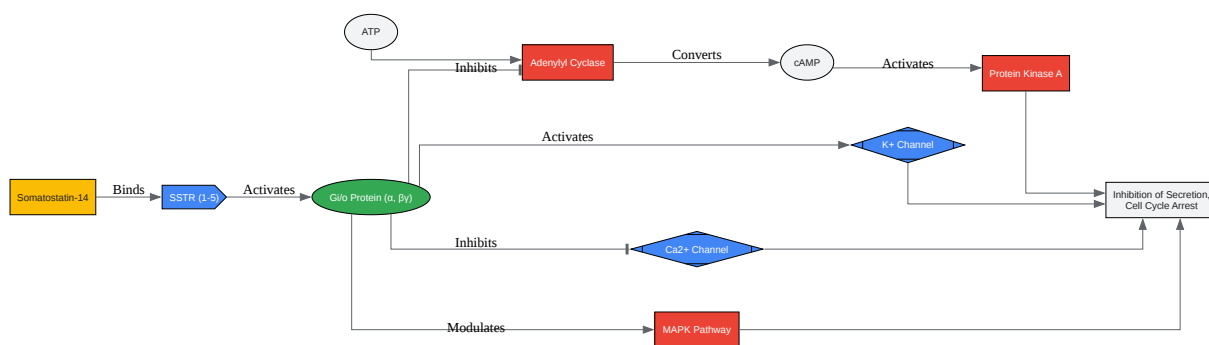 ATP
Adenylyl Cyclase
Inhibits
Converts
cAMP
Activates
Protein Kinase A
Activates
K+ Channel
Somatostatin-14
Binds
SSTR (1-5)
Activates
Gi/o Protein (α, βγ)
Inhibition of Secretion,
Cell Cycle Arrest
Inhibits
Ca2+ Channel
Modulates
MAPK Pathway